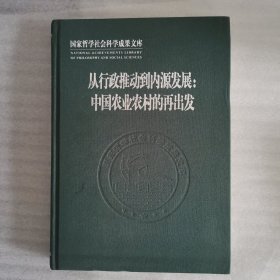 国家哲学社会科学成果文库
NATIONAL ACHIEVEMENTS LIBRARY
OF PHILOSOPHY AND SOCIAL SCIENCES
从行政推动到内源发展：
中国农业农村的再出发